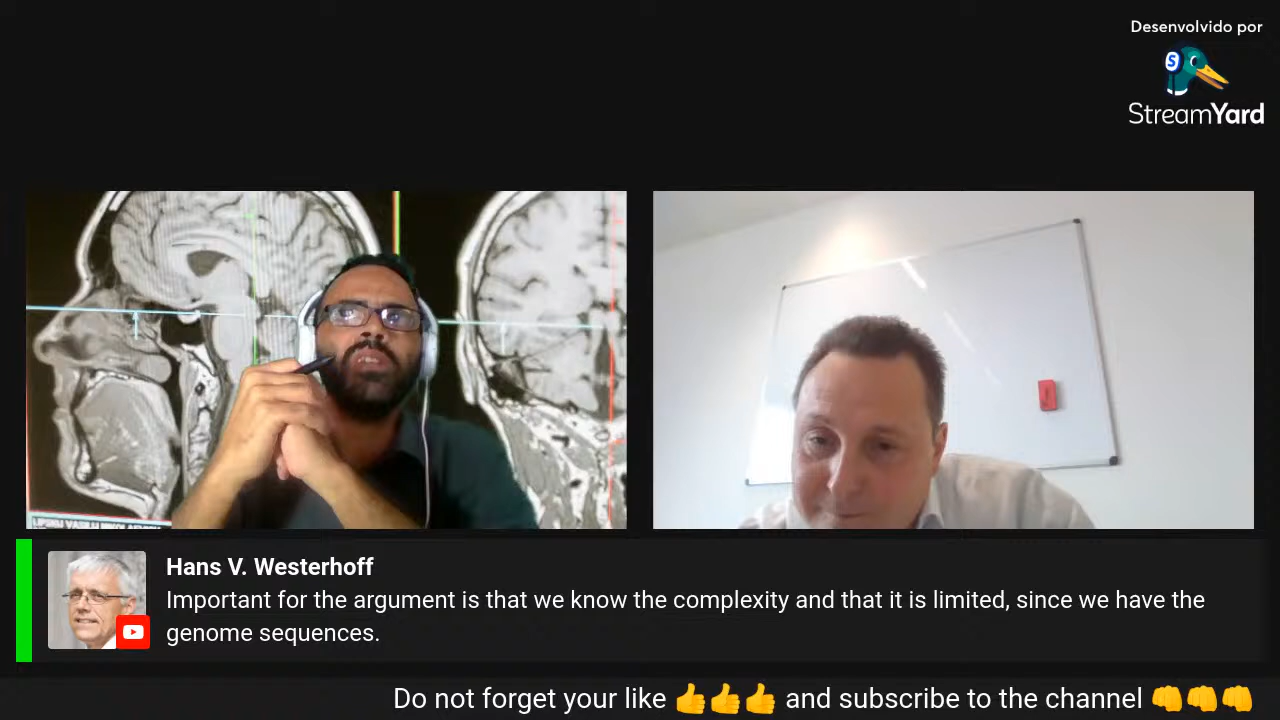 Desenvolvido por
StreamYard
Hans V. Westerhoff
Important for the argument is that we know the complexity and that it is limited, since we have the
genome sequences.
Do not forget your like 👍👍👍 and subscribe to the channel 👊👊👊